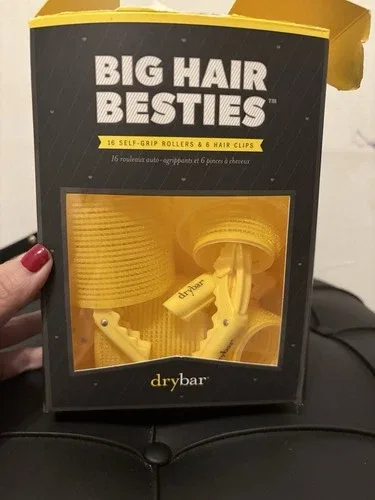 BIG HAIR
BESTIES™
16 SELF-GRIP ROLLERS & 6 HAIR CLIPS
16 rouleaux auto-agrippants et 6 pinces à cheveux
drybar
drybar
drybar